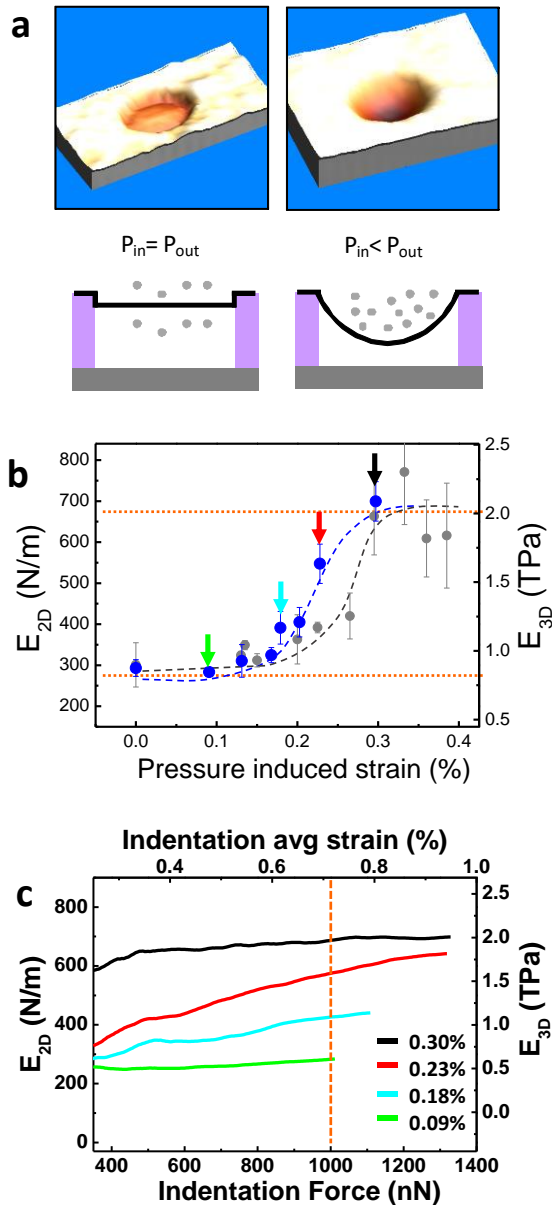 a
P_in = P_out
P_in < P_out
b
E_2D (N/m)
800
700
600
500
400
300
200
2.5
2.0
1.5
1.0
0.5
E_3D (TPa)
0.0 0.1 0.2 0.3 0.4
Pressure induced strain (%)
Indentation avg strain (%)
0.4 0.6 0.8 1.0
c
E_2D (N/m)
800
600
400
200
0
2.5
2.0
1.5
1.0
0.5
0.0
E_3D (TPa)
0.30%
0.23%
0.18%
0.09%
400 600 800 1000 1200 1400
Indentation Force (nN)